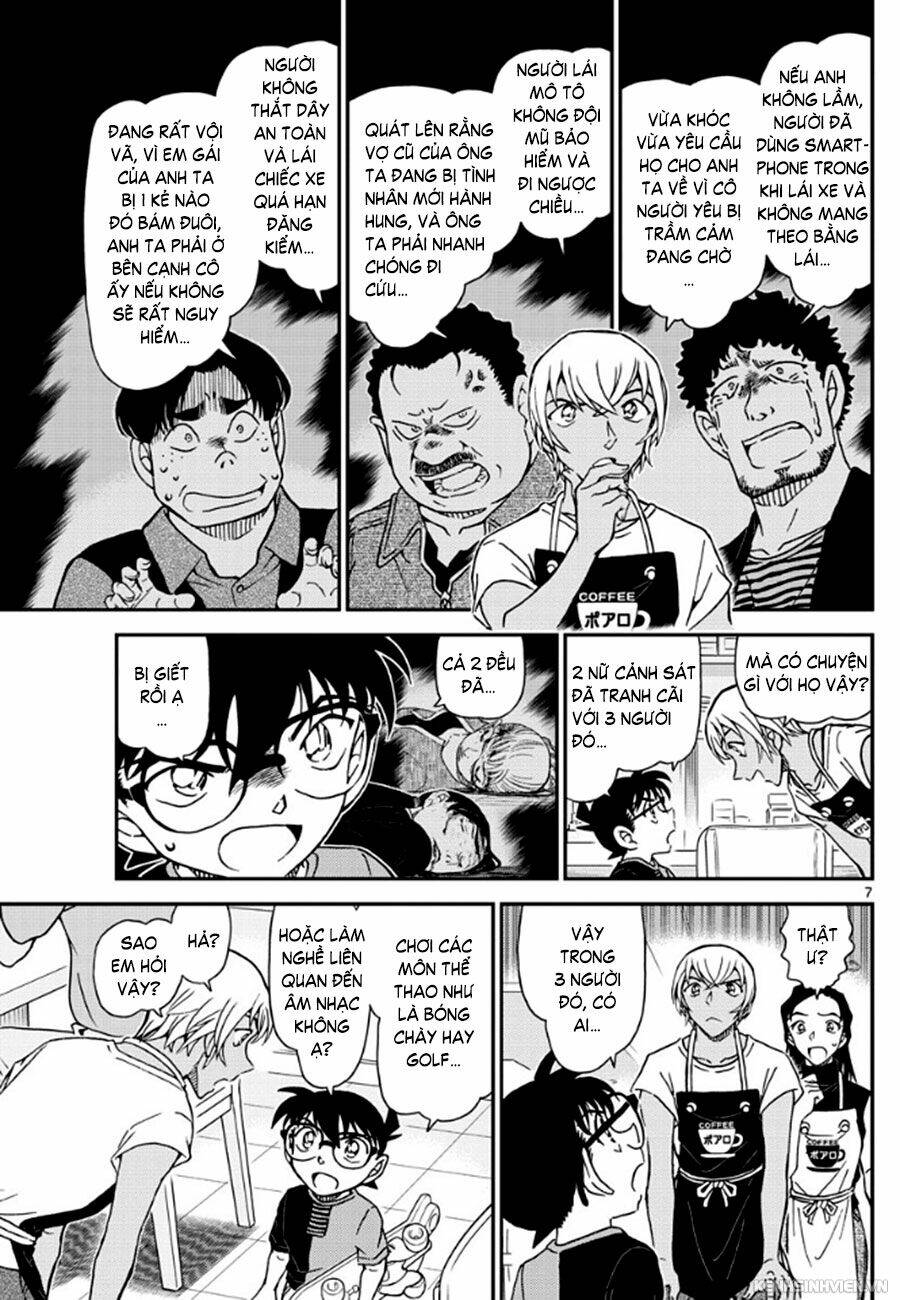 NẾU ANH
KHÔNG LẦM,
NGƯỜI ĐÃ
DÙNG SMART-
PHONE TRONG
KHI LÁI XE VÀ
KHÔNG MANG
THEO BẰNG
LÁI...
VỪA KHÓC
VỪA YÊU CẦU
HỌ CHO ANH
TA VỀ VÌ CÔ
NGƯỜI YÊU BỊ
TRẦM CẢM
ĐANG CHỜ
...
NGƯỜI LÁI
MÔ TÔ
KHÔNG ĐỘI
MŨ BẢO
HIỂM VÀ
ĐI NGƯỢC
CHIỀU...
QUÁT LÊN RẰNG
VỢ CŨ CỦA ÔNG
TA ĐANG BỊ TÌNH
NHÂN MỚI HÀNH
HUNG, VÀ ÔNG
TA PHẢI NHANH
CHÓNG ĐI
CỨU...
NGƯỜI
KHÔNG
THẮT DÂY
AN TOÀN
VÀ LÁI
CHIẾC XE
QUÁ HẠN
ĐĂNG
KIỂM...
ĐANG RẤT VỘI
VÃ, VÌ EM GÁI
CỦA ANH TA
BỊ 1 KẺ NÀO
ĐÓ BÁM ĐUÔI,
ANH TA PHẢI Ở
BÊN CẠNH CÔ
ẤY NẾU KHÔNG
SẼ RẤT NGUY
HIỂM...
COFFEE
ポアロ
MÀ CÓ CHUYỆN
GÌ VỚI HỌ VẬY?
2 NỮ CẢNH SÁT
ĐÃ TRANH CÃI
VỚI 3 NGƯỜI
ĐÓ...
CẢ 2 ĐỀU
ĐÃ...
BỊ GIẾT
RỒI Ạ
...
7
THẬT
Ư?
VẬY
TRONG
3 NGƯỜI
ĐÓ, CÓ
AI...
COFFEE
ポアロ
COFFEE
ポアロ
CHƠI CÁC
MÔN THỂ
THAO NHƯ
LÀ BÓNG
CHÀY HAY
GOLF...
HOẶC LÀM
NGHỀ LIÊN
QUAN ĐẾN
ÂM NHẠC
KHÔNG
Ạ?
HẢ?
SAO
EM HỎI
VẬY?
KENHSINHVIEN.VN